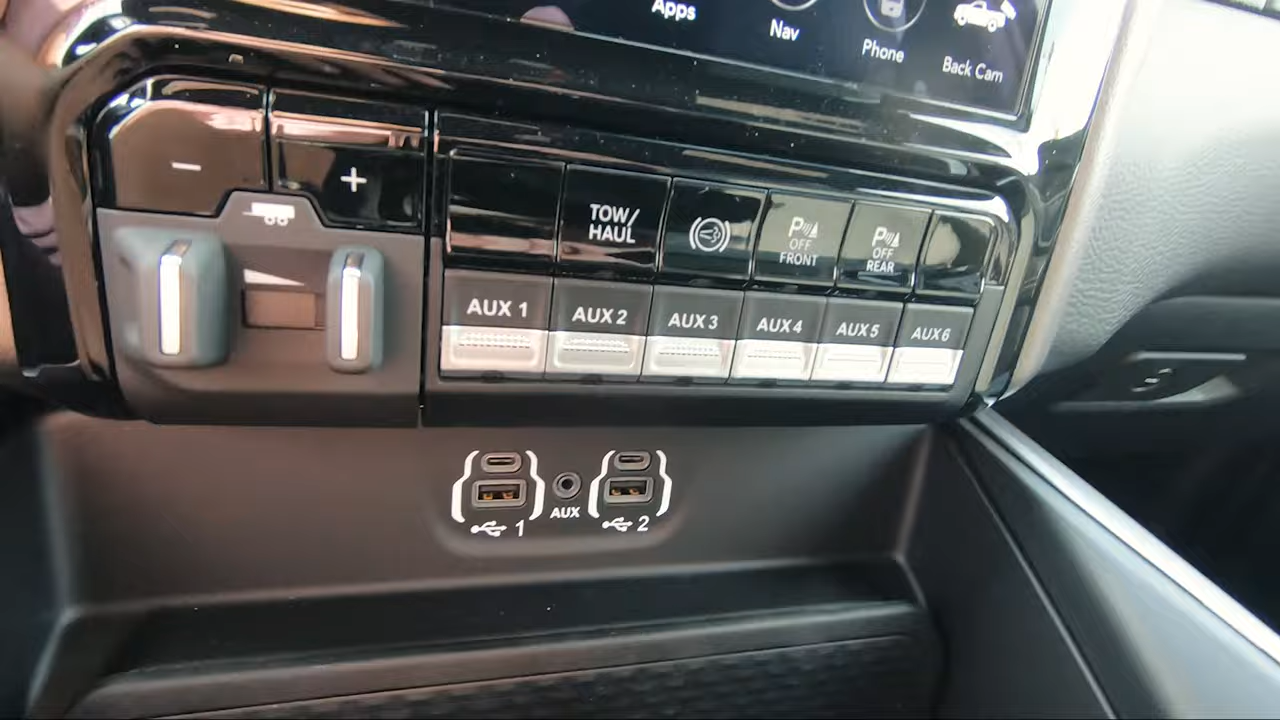 Apps
Nav
Phone
Back Cam
− +
TOW/
HAUL
P
OFF
FRONT
P
OFF
REAR
AUX 1
AUX 2
AUX 3
AUX 4
AUX 5
AUX 6
1
AUX
2